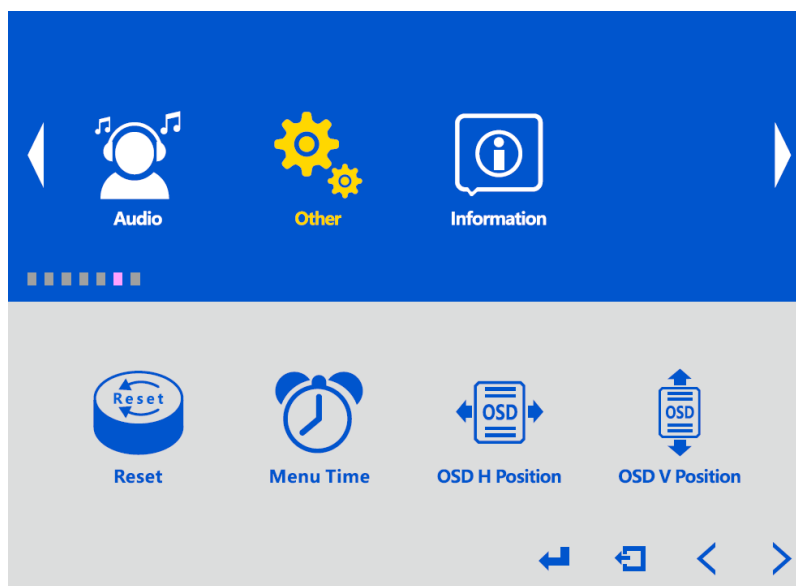 Audio
Other
Information
Reset
OSD
OSD
Reset
Menu Time
OSD H Position
OSD V Position